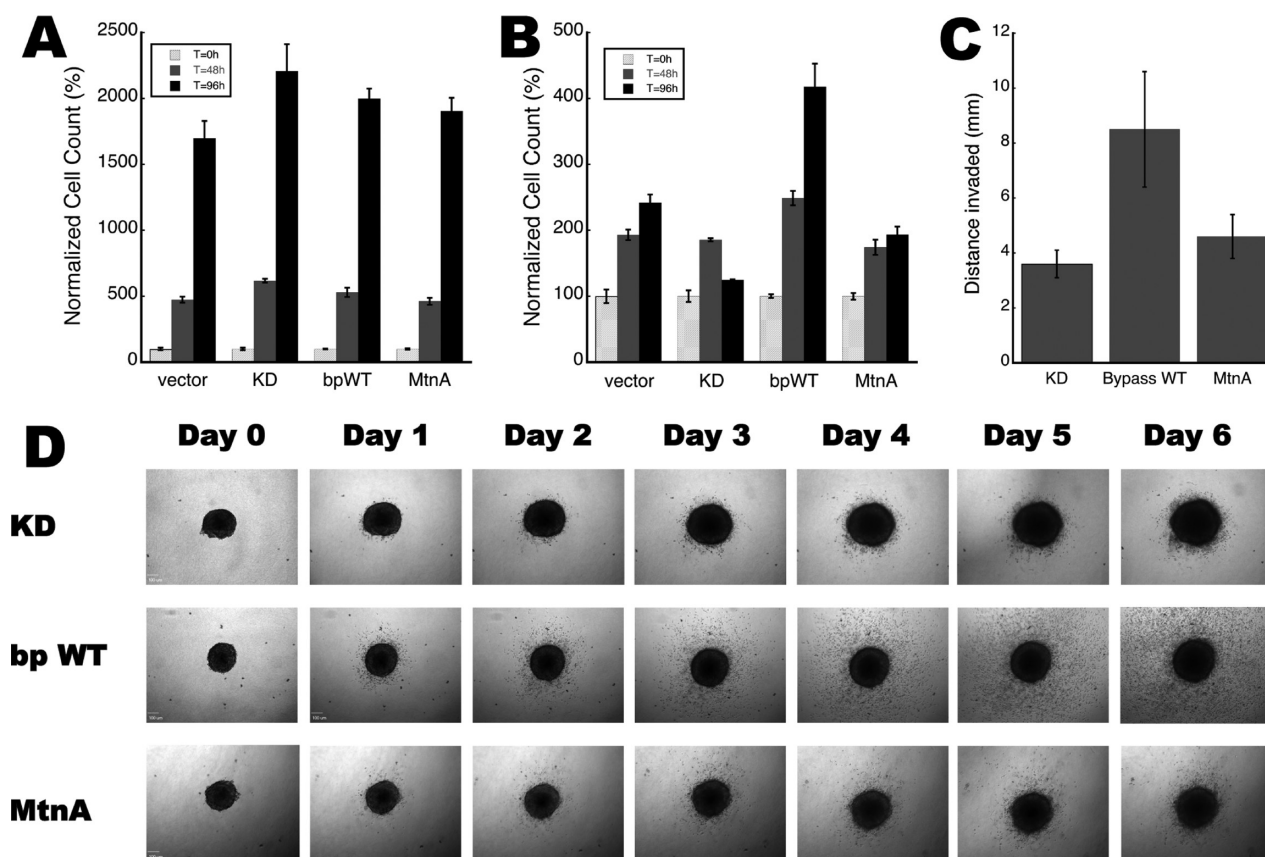 A
Normalized Cell Count (%)
2500
2000
1500
1000
500
0
T=0h
T=48h
T=96h
vector KD bpWT MtnA
B
Normalized Cell Count (%)
500
400
300
200
100
0
T=0h
T=48h
T=96h
vector KD bpWT MtnA
C
Distance invaded (mm)
12
10
8
6
4
2
0
KD Bypass WT MtnA
D
Day 0 Day 1 Day 2 Day 3 Day 4 Day 5 Day 6
KD
bp WT
MtnA